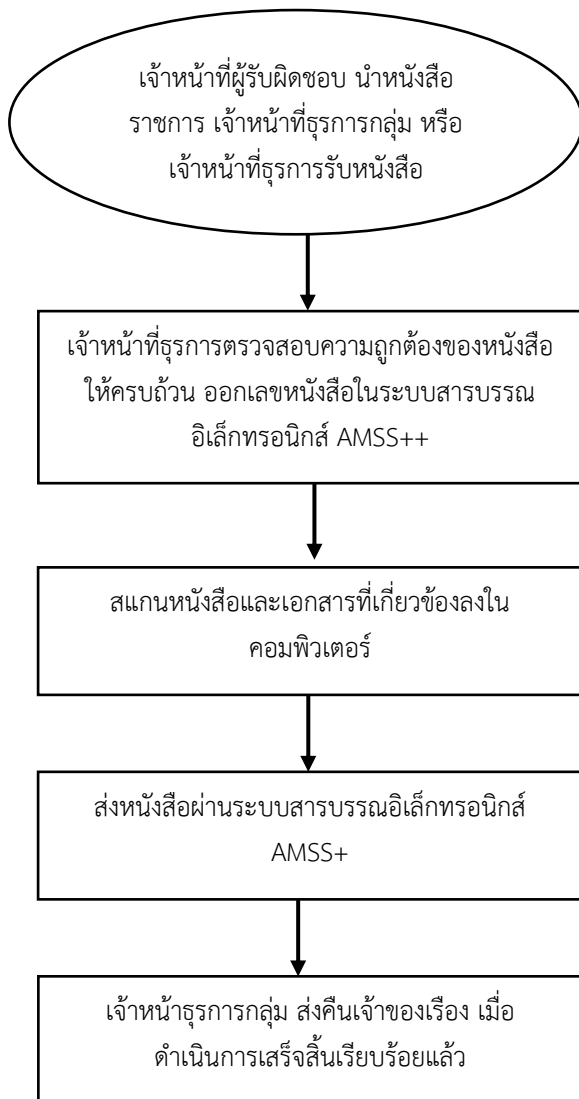 เจ้าหน้าที่ผู้รับผิดชอบ นำหนังสือ
ราชการ เจ้าหน้าที่ธุรการกลุ่ม หรือ
เจ้าหน้าที่ธุรการรับหนังสือ
เจ้าหน้าที่ธุรการตรวจสอบความถูกต้องของหนังสือ
ให้ครบถ้วน ออกเลขหนังสือในระบบสารบรรณ
อิเล็กทรอนิกส์ AMSS++
สแกนหนังสือและเอกสารที่เกี่ยวข้องลงใน
คอมพิวเตอร์
ส่งหนังสือผ่านระบบสารบรรณอิเล็กทรอนิกส์
AMSS+
เจ้าหน้าธุรการกลุ่ม ส่งคืนเจ้าของเรือง เมื่อ
ดำเนินการเสร็จสิ้นเรียบร้อยแล้ว